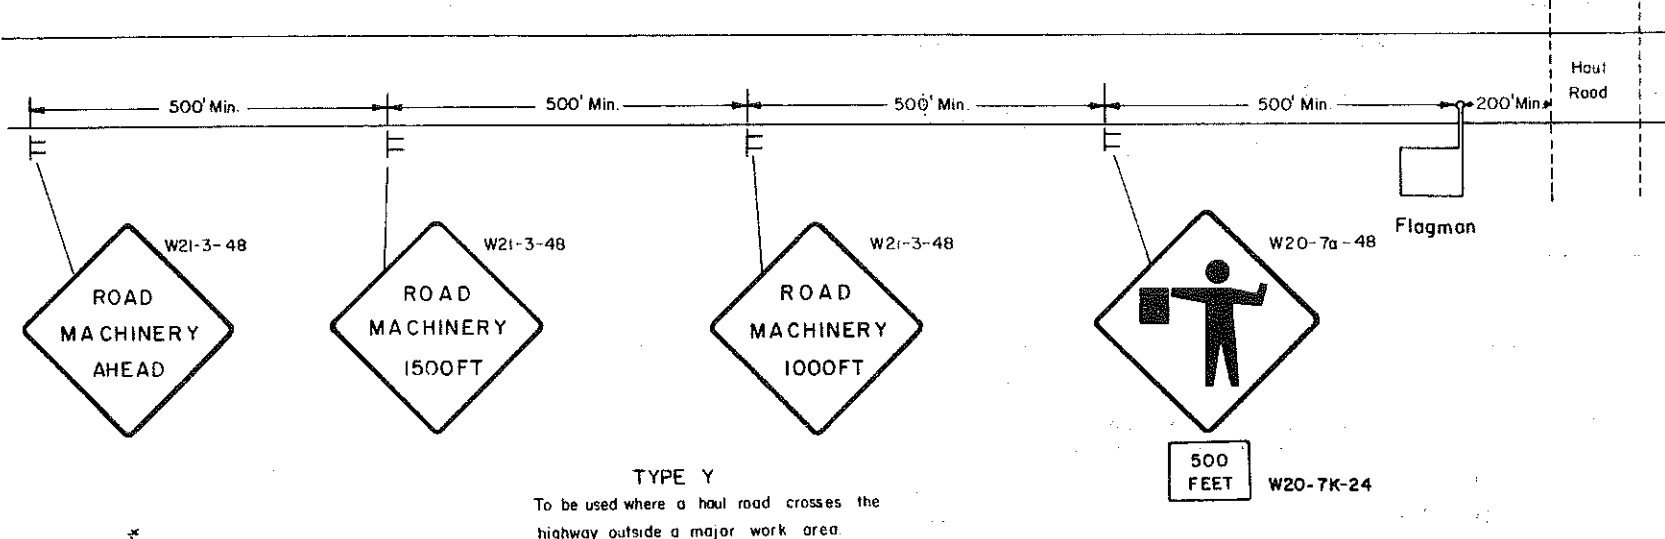 Haul
Road
500' Min.
500' Min.
500' Min.
500' Min.
200' Min.
Flagman
W21-3-48
ROAD
MACHINERY
AHEAD
W21-3-48
ROAD
MACHINERY
1500FT
W21-3-48
ROAD
MACHINERY
1000FT
W20-7a-48
500
FEET
W20-7K-24
TYPE Y
To be used where a haul road crosses the
highway outside a major work area.